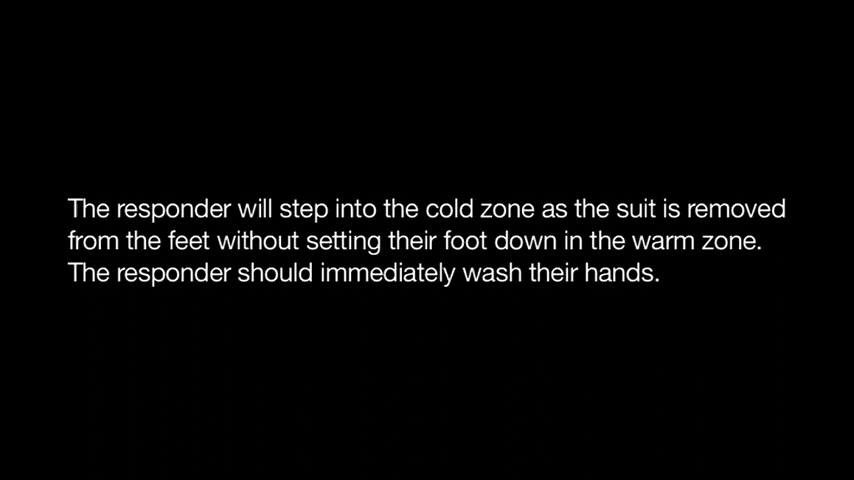 The responder will step into the cold zone as the suit is removed
from the feet without setting their foot down in the warm zone.
The responder should immediately wash their hands.